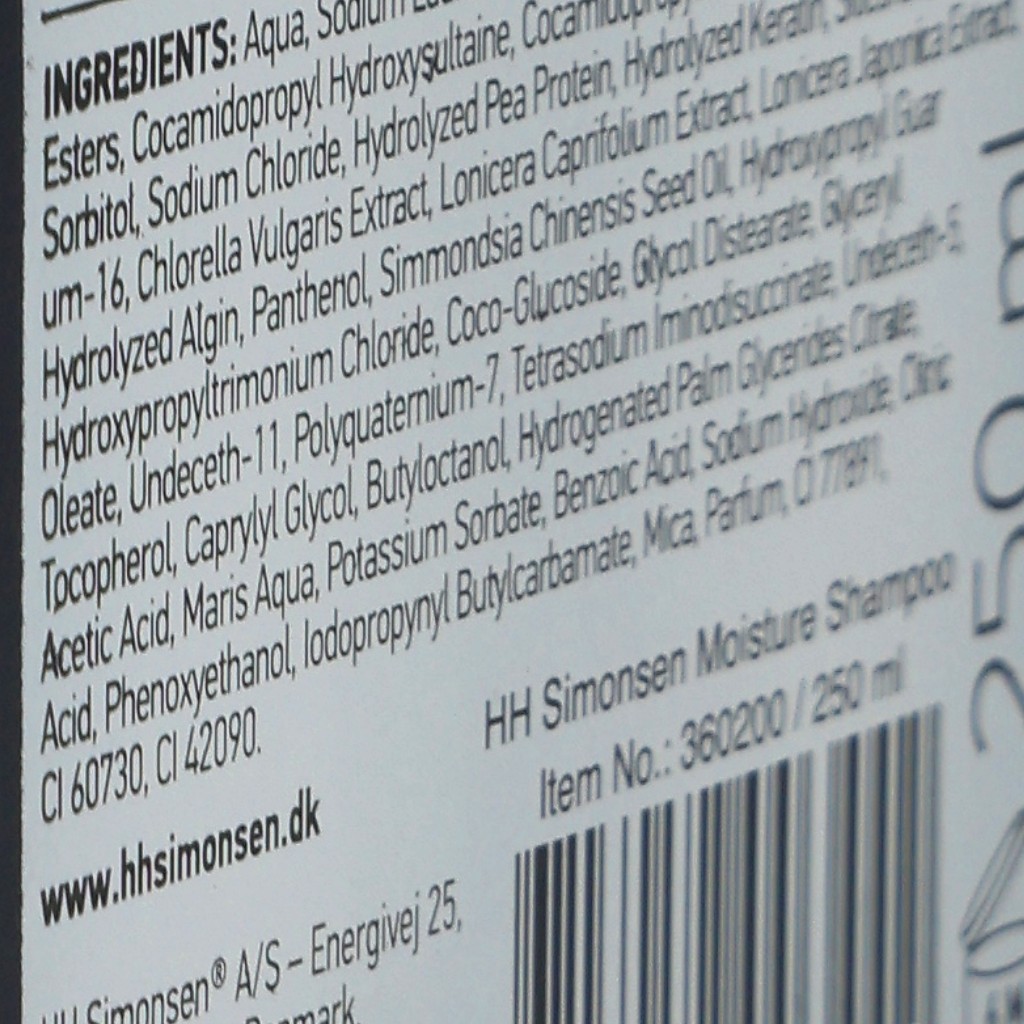 INGREDIENTS: Aqua, Sodium
Esters, Cocamidopropyl Hydroxysultaine,
Sorbitol, Sodium Chloride, Hydrolyzed Pea Protein, Hydrolyzed Keratin,
um-16, Chlorella Vulgaris Extract, Lonicera Caprifolium Extract, Lonicera Japonica Extract,
Hydrolyzed Algin, Panthenol, Simmondsia Chinensis Seed Oil, Hydroxypropyl Guar
Hydroxypropyltrimonium Chloride, Coco-Glucoside, Glycol Distearate, Glyceryl
Oleate, Undeceth-11, Polyquaternium-7, Tetrasodium Iminodisuccinate, Undeceth-5,
Tocopherol, Caprylyl Glycol, Butyloctanol, Hydrogenated Palm Glycerides Citrate,
Acetic Acid, Maris Aqua, Potassium Sorbate, Benzoic Acid, Sodium Hydroxide, Citric
Acid, Phenoxyethanol, Iodopropynyl Butylcarbamate, Mica, Parfum, CI 77891,
CI 60730, CI 42090.
HH Simonsen Moisture Shampoo
Item No.: 360200 / 250 ml
www.hhsimonsen.dk
HH Simonsen® A/S – Energivej 25,
250 ml